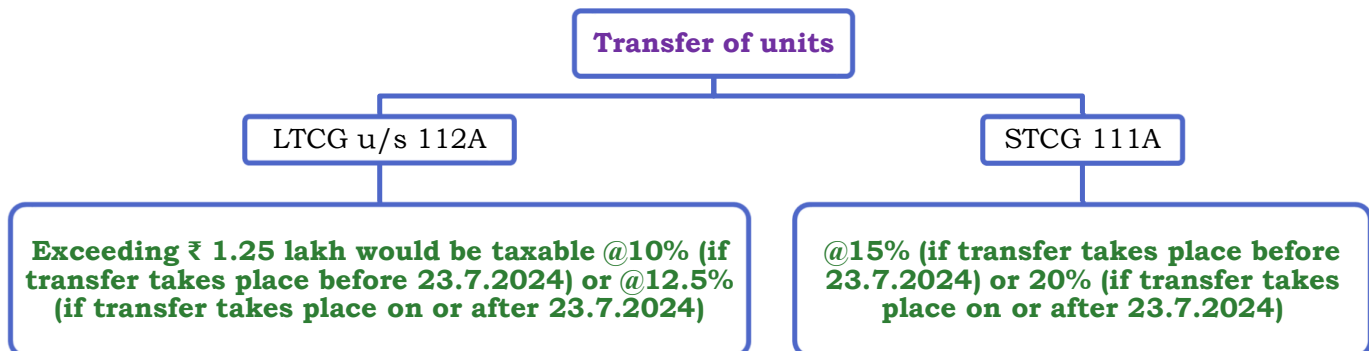 Transfer of units
LTCG u/s 112A
STCG 111A
Exceeding ₹ 1.25 lakh would be taxable @10% (if
transfer takes place before 23.7.2024) or @12.5%
(if transfer takes place on or after 23.7.2024)
@15% (if transfer takes place before
23.7.2024) or 20% (if transfer takes
place on or after 23.7.2024)